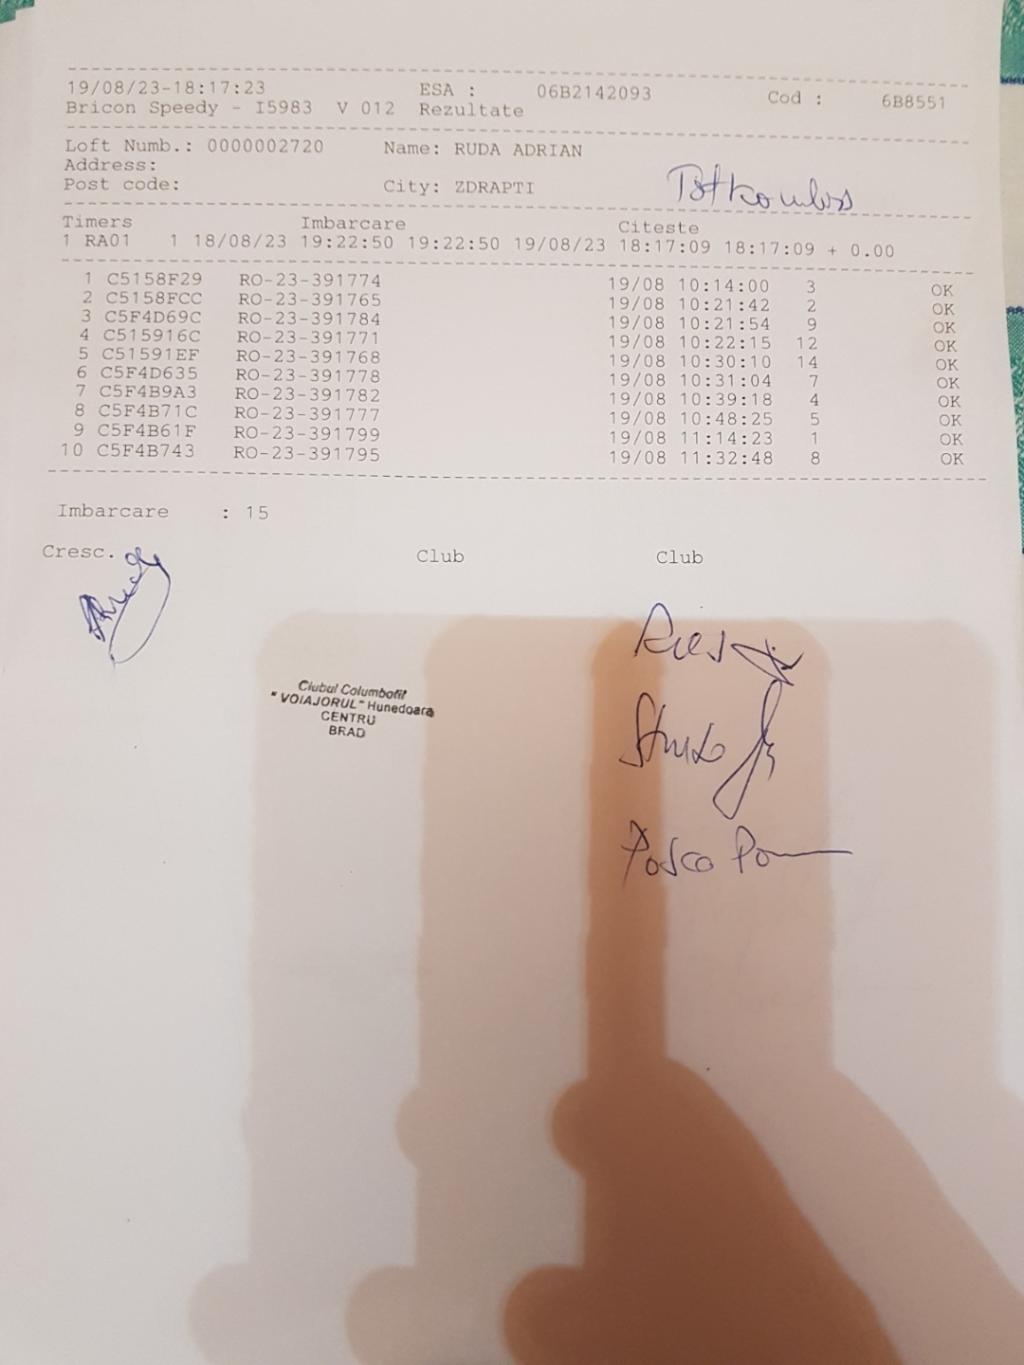 19/08/23-18:17:23 ESA : 06B2142093 Cod : 6B8551
Bricon Speedy - I5983 V 012 Rezultate
Loft Numb.: 0000002720 Name: RUDA ADRIAN
Address:
Post code: City: ZDRAPTI
Timers Imbarcare Citeste
1 RA01 1 18/08/23 19:22:50 19:22:50 19/08/23 18:17:09 18:17:09 + 0.00
1 C5158F29 RO-23-391774 19/08 10:14:00 3 OK
2 C5158FCC RO-23-391765 19/08 10:21:42 2 OK
3 C5F4D69C RO-23-391784 19/08 10:21:54 9 OK
4 C515916C RO-23-391771 19/08 10:22:15 12 OK
5 C51591EF RO-23-391768 19/08 10:30:10 14 OK
6 C5F4D635 RO-23-391778 19/08 10:31:04 7 OK
7 C5F4B9A3 RO-23-391782 19/08 10:39:18 4 OK
8 C5F4B71C RO-23-391777 19/08 10:48:25 5 OK
9 C5F4B61F RO-23-391799 19/08 11:14:23 1 OK
10 C5F4B743 RO-23-391795 19/08 11:32:48 8 OK
Imbarcare : 15
Cresc. Club Club
Clubul Columbofil
"VOIAJORUL" Hunedoara
CENTRU
BRAD